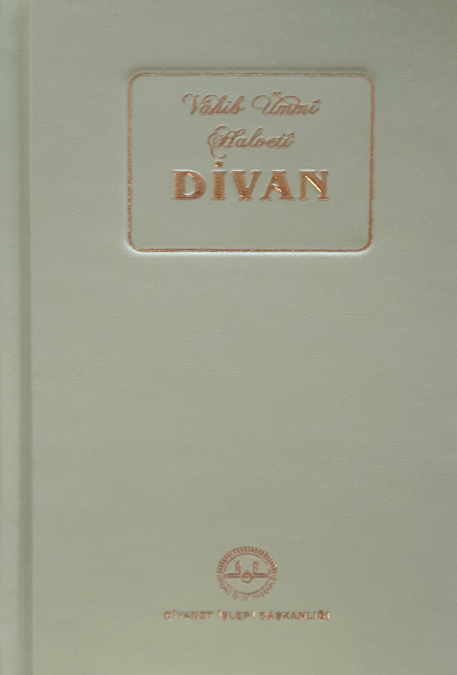 Vâhib Ümmî
Halvetî
DİVAN
DİYANET İŞLERİ BAŞKANLIĞI